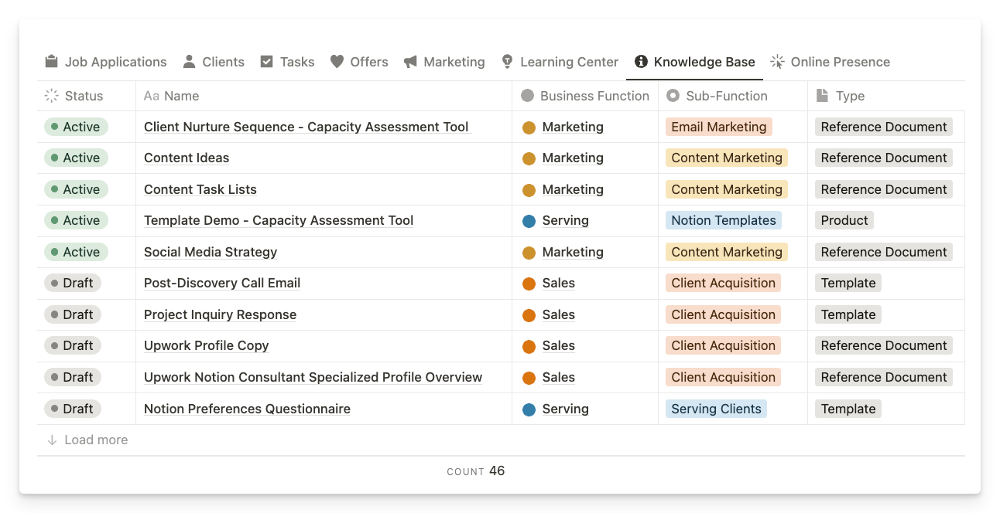 Job Applications Clients Tasks Offers Marketing Learning Center Knowledge Base Online Presence
Status Aa Name Business Function Sub-Function Type
Active Client Nurture Sequence - Capacity Assessment Tool Marketing Email Marketing Reference Document
Active Content Ideas Marketing Content Marketing Reference Document
Active Content Task Lists Marketing Content Marketing Reference Document
Active Template Demo - Capacity Assessment Tool Serving Notion Templates Product
Active Social Media Strategy Marketing Content Marketing Reference Document
Draft Post-Discovery Call Email Sales Client Acquisition Template
Draft Project Inquiry Response Sales Client Acquisition Template
Draft Upwork Profile Copy Sales Client Acquisition Reference Document
Draft Upwork Notion Consultant Specialized Profile Overview Sales Client Acquisition Reference Document
Draft Notion Preferences Questionnaire Serving Serving Clients Template
Load more
COUNT 46